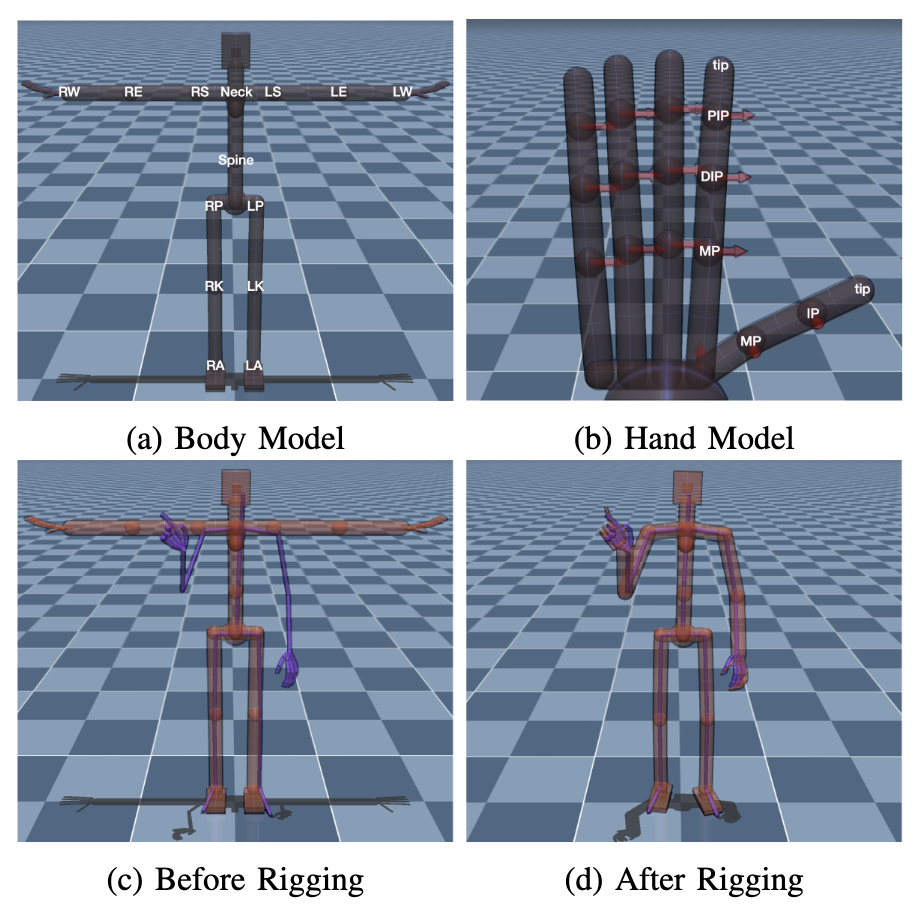 RW RE RS Neck LS LE LW
Spine
RP LP
RK LK
RA LA
(a) Body Model
tip
PIP
DIP
MP
tip
IP
MP
(b) Hand Model
(c) Before Rigging
(d) After Rigging